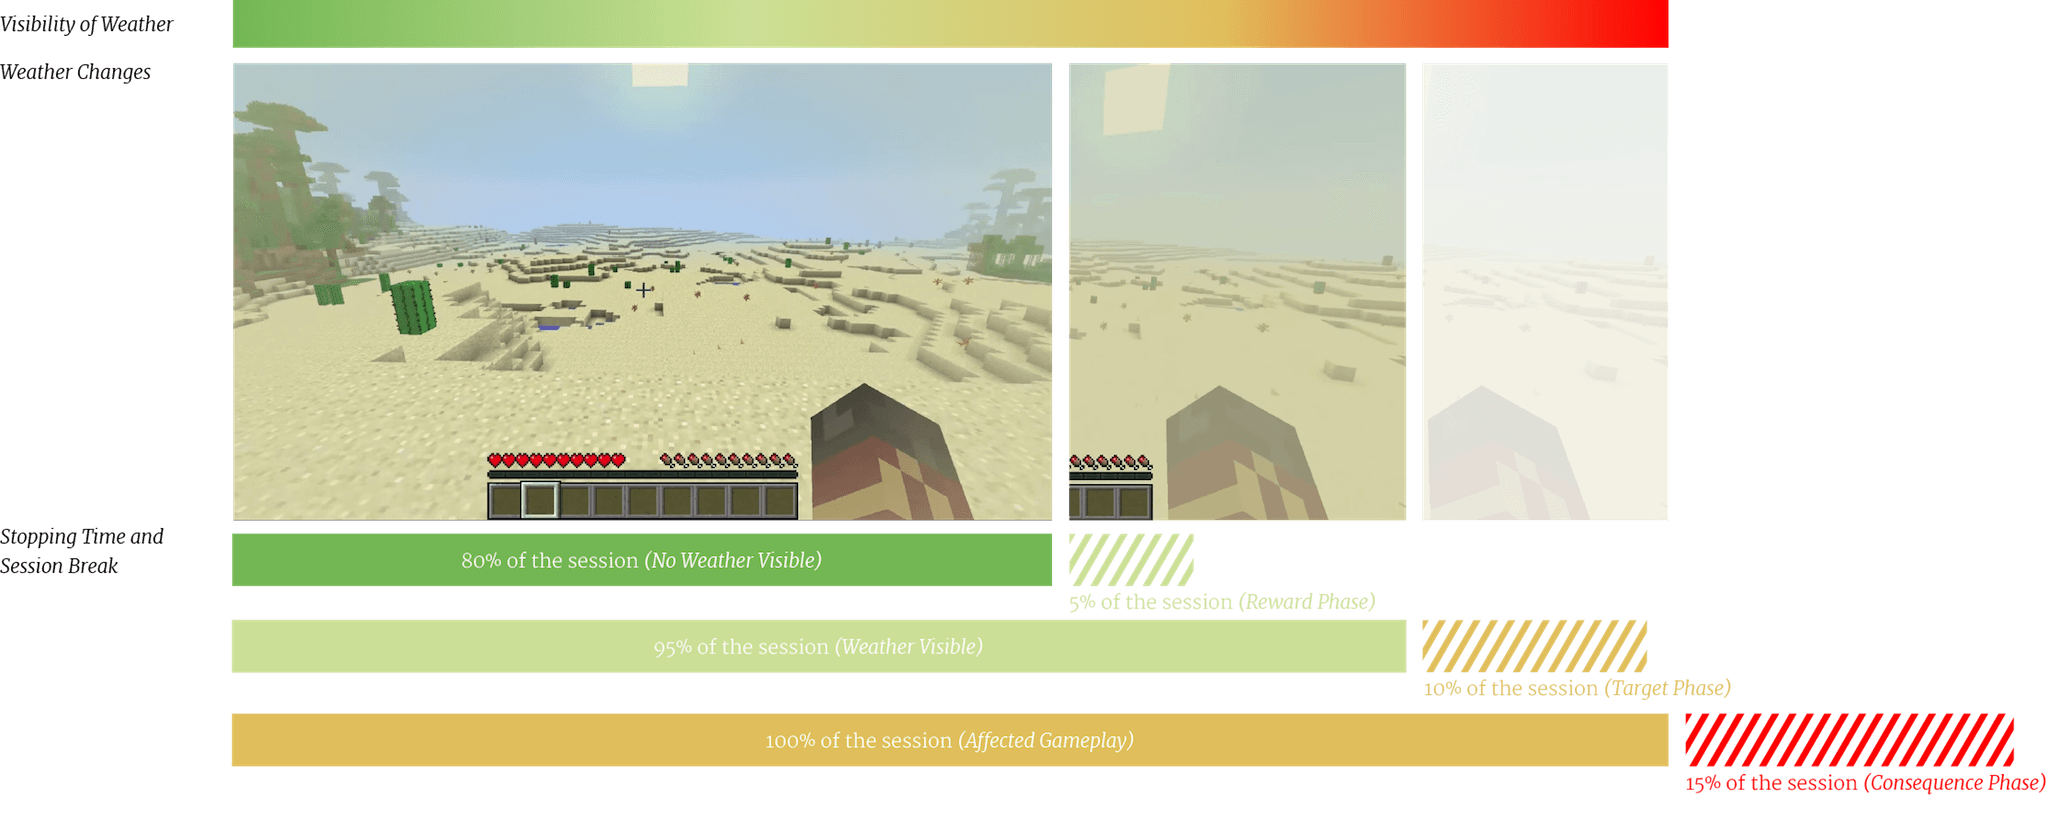 Visibility of Weather
Weather Changes
Stopping Time and
Session Break
80% of the session (No Weather Visible)
5% of the session (Reward Phase)
95% of the session (Weather Visible)
10% of the session (Target Phase)
100% of the session (Affected Gameplay)
15% of the session (Consequence Phase)